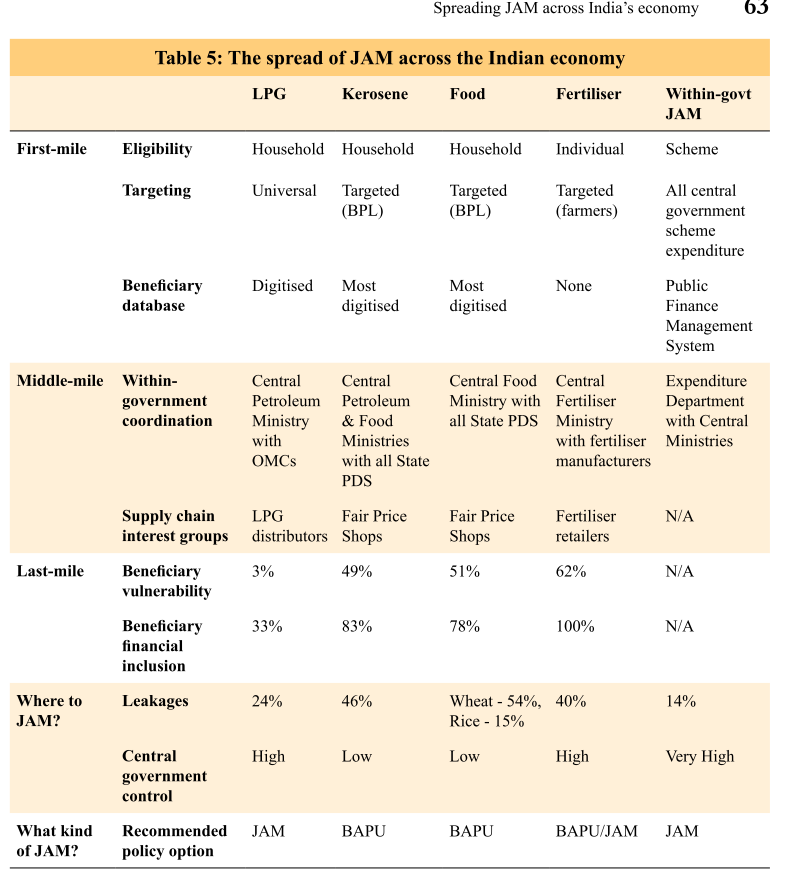 Spreading JAM across India's economy 63
Table 5: The spread of JAM across the Indian economy
LPG Kerosene Food Fertiliser Within-govt
JAM
First-mile Eligibility Household Household Household Individual Scheme
Targeting Universal Targeted Targeted Targeted All central
(BPL) (BPL) (farmers) government
scheme
expenditure
Beneficiary Digitised Most Most None Public
database digitised digitised Finance
Management
System
Middle-mile Within- Central Central Central Food Central Expenditure
government Petroleum Petroleum Ministry with Fertiliser Department
coordination Ministry & Food all State PDS Ministry with Central
with Ministries with fertiliser Ministries
OMCs with all State manufacturers
PDS
Supply chain LPG Fair Price Fair Price Fertiliser N/A
interest groups distributors Shops Shops retailers
Last-mile Beneficiary 3% 49% 51% 62% N/A
vulnerability
Beneficiary 33% 83% 78% 100% N/A
financial
inclusion
Where to Leakages 24% 46% Wheat - 54%, 40% 14%
JAM? Rice - 15%
Central High Low Low High Very High
government
control
What kind Recommended JAM BAPU BAPU BAPU/JAM JAM
of JAM? policy option